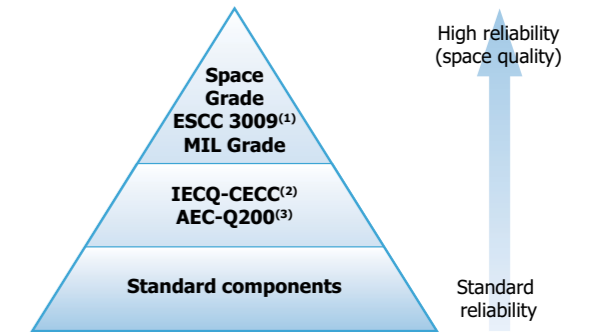 High reliability
(space quality)
Space
Grade
ESCC 3009(1)
MIL Grade
IECQ-CECC(2)
AEC-Q200(3)
Standard components
Standard
reliability